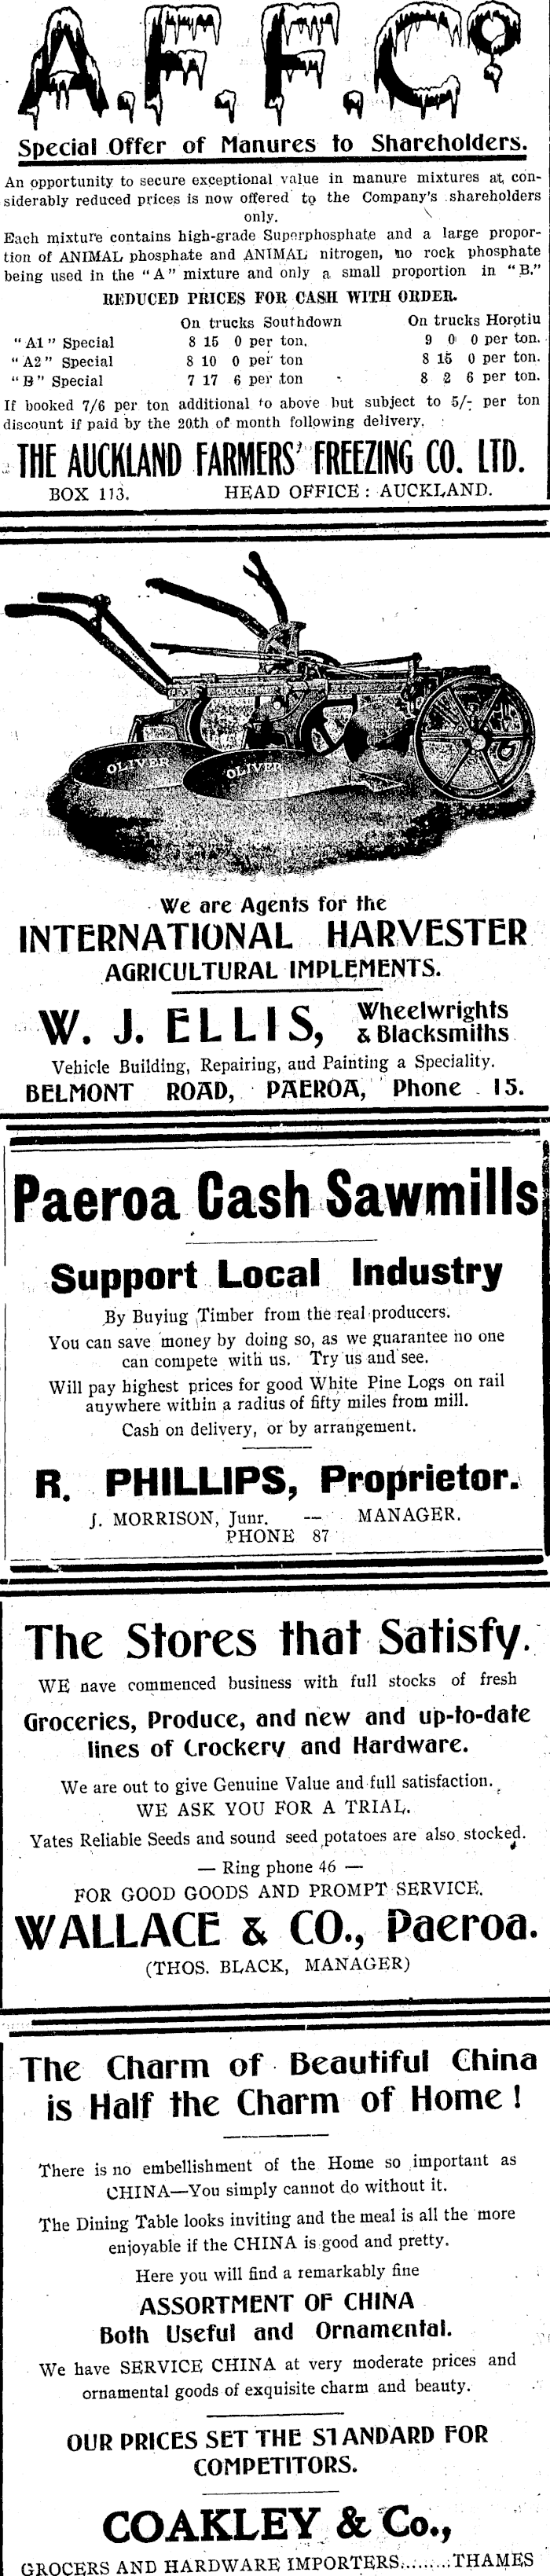 A.F.F.Co
Special Offer of Manures to Shareholders.
An opportunity to secure exceptional value in manure mixtures at con-
siderably reduced prices is now offered to the Company's shareholders
only.
Each mixture contains high-grade Superphosphate and a large propor-
tion of ANIMAL phosphate and ANIMAL nitrogen, no rock phosphate
being used in the "A" mixture and only a small proportion in "B."
REDUCED PRICES FOR CASH WITH ORDER.
On trucks Southdown On trucks Horotiu
"A1" Special 8 15 0 per ton. 9 0 0 per ton.
"A2" Special 8 10 0 per ton 8 15 0 per ton.
"B" Special 7 17 6 per ton 8 2 6 per ton.
If booked 7/6 per ton additional to above but subject to 5/- per ton
discount if paid by the 20th of month following delivery.
THE AUCKLAND FARMERS' FREEZING CO. LTD.
BOX 113. HEAD OFFICE: AUCKLAND.
OLIVER OLIVER
We are Agents for the
INTERNATIONAL HARVESTER
AGRICULTURAL IMPLEMENTS.
W. J. ELLIS, Wheelwrights
& Blacksmiths
Vehicle Building, Repairing, and Painting a Speciality.
BELMONT ROAD, PAEROA, Phone 15.
Paeroa Cash Sawmills
Support Local Industry
By Buying Timber from the real producers.
You can save money by doing so, as we guarantee no one
can compete with us. Try us and see.
Will pay highest prices for good White Pine Logs on rail
anywhere within a radius of fifty miles from mill.
Cash on delivery, or by arrangement.
R. PHILLIPS, Proprietor.
J. MORRISON, Junr. — MANAGER.
PHONE 87
The Stores that Satisfy.
WE have commenced business with full stocks of fresh
Groceries, Produce, and new and up-to-date
lines of Crockery and Hardware.
We are out to give Genuine Value and full satisfaction.
WE ASK YOU FOR A TRIAL.
Yates Reliable Seeds and sound seed potatoes are also stocked.
— Ring phone 46 —
FOR GOOD GOODS AND PROMPT SERVICE.
WALLACE & CO., Paeroa.
(THOS. BLACK, MANAGER)
The Charm of Beautiful China
is Half the Charm of Home!
There is no embellishment of the Home so important as
CHINA—You simply cannot do without it.
The Dining Table looks inviting and the meal is all the more
enjoyable if the CHINA is good and pretty.
Here you will find a remarkably fine
ASSORTMENT OF CHINA
Both Useful and Ornamental.
We have SERVICE CHINA at very moderate prices and
ornamental goods of exquisite charm and beauty.
OUR PRICES SET THE STANDARD FOR
COMPETITORS.
COAKLEY & Co.,
GROCERS AND HARDWARE IMPORTERS........THAMES